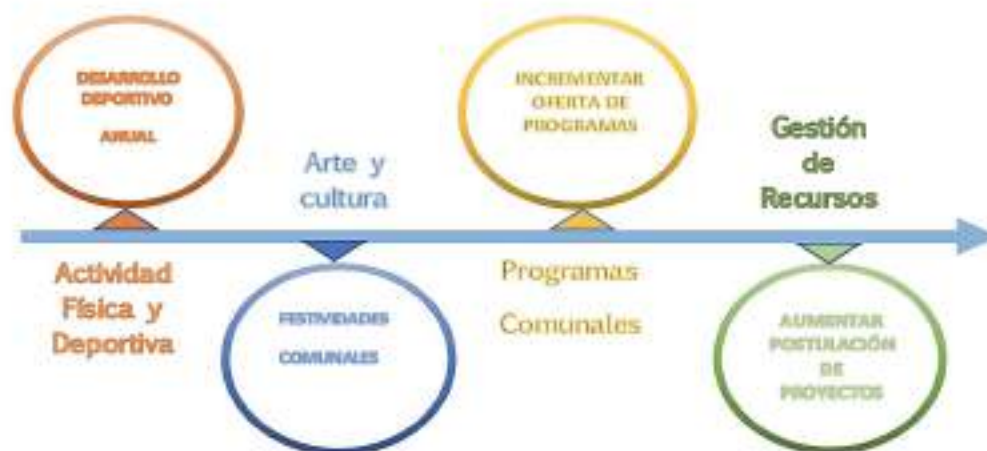 DESARROLLO
DEPORTIVO
ANUAL
Actividad
Física y
Deportiva
Arte y
cultura
FESTIVIDADES
COMUNALES
INCREMENTAR
OFERTA DE
PROGRAMAS
Programas
Comunales
Gestión
de
Recursos
AUMENTAR
POSTULACIÓN
DE
PROYECTOS